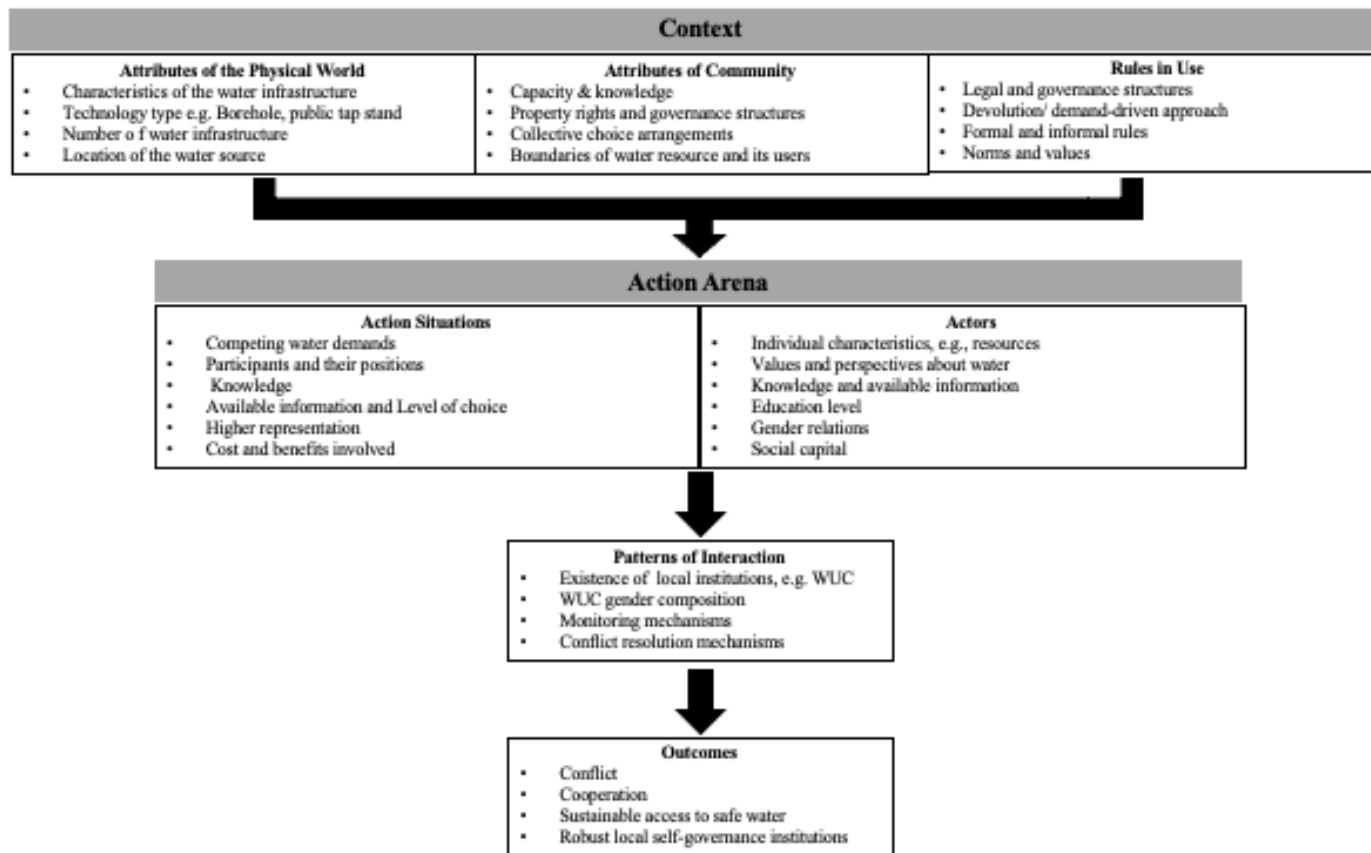 Context
Attributes of the Physical World
• Characteristics of the water infrastructure
• Technology type e.g. Borehole, public tap stand
• Number o f water infrastructure
• Location of the water source
Attributes of Community
• Capacity & knowledge
• Property rights and governance structures
• Collective choice arrangements
• Boundaries of water resource and its users
Rules in Use
• Legal and governance structures
• Devolution/ demand-driven approach
• Formal and informal rules
• Norms and values
Action Arena
Action Situations
• Competing water demands
• Participants and their positions
• Knowledge
• Available information and Level of choice
• Higher representation
• Cost and benefits involved
Actors
• Individual characteristics, e.g., resources
• Values and perspectives about water
• Knowledge and available information
• Education level
• Gender relations
• Social capital
Patterns of Interaction
• Existence of local institutions, e.g. WUC
• WUC gender composition
• Monitoring mechanisms
• Conflict resolution mechanisms
Outcomes
• Conflict
• Cooperation
• Sustainable access to safe water
• Robust local self-governance institutions